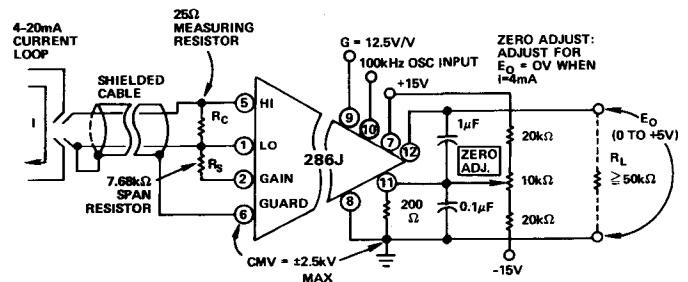 4–20mA
CURRENT
LOOP
25Ω
MEASURING
RESISTOR
SHIELDED
CABLE
I
RC
RS
7.68kΩ
SPAN
RESISTOR
5
HI
1
LO
2
GAIN
6
GUARD
CMV = ±2.5kV
MAX
286J
G = 12.5V/V
100kHz OSC INPUT
+15V
9
10
7
12
11
8
200
Ω
1μF
0.1μF
ZERO
ADJ.
ZERO ADJUST:
ADJUST FOR
EO = OV WHEN
I=4mA
20kΩ
10kΩ
20kΩ
-15V
EO
(0 TO +5V)
RL
≧50kΩ